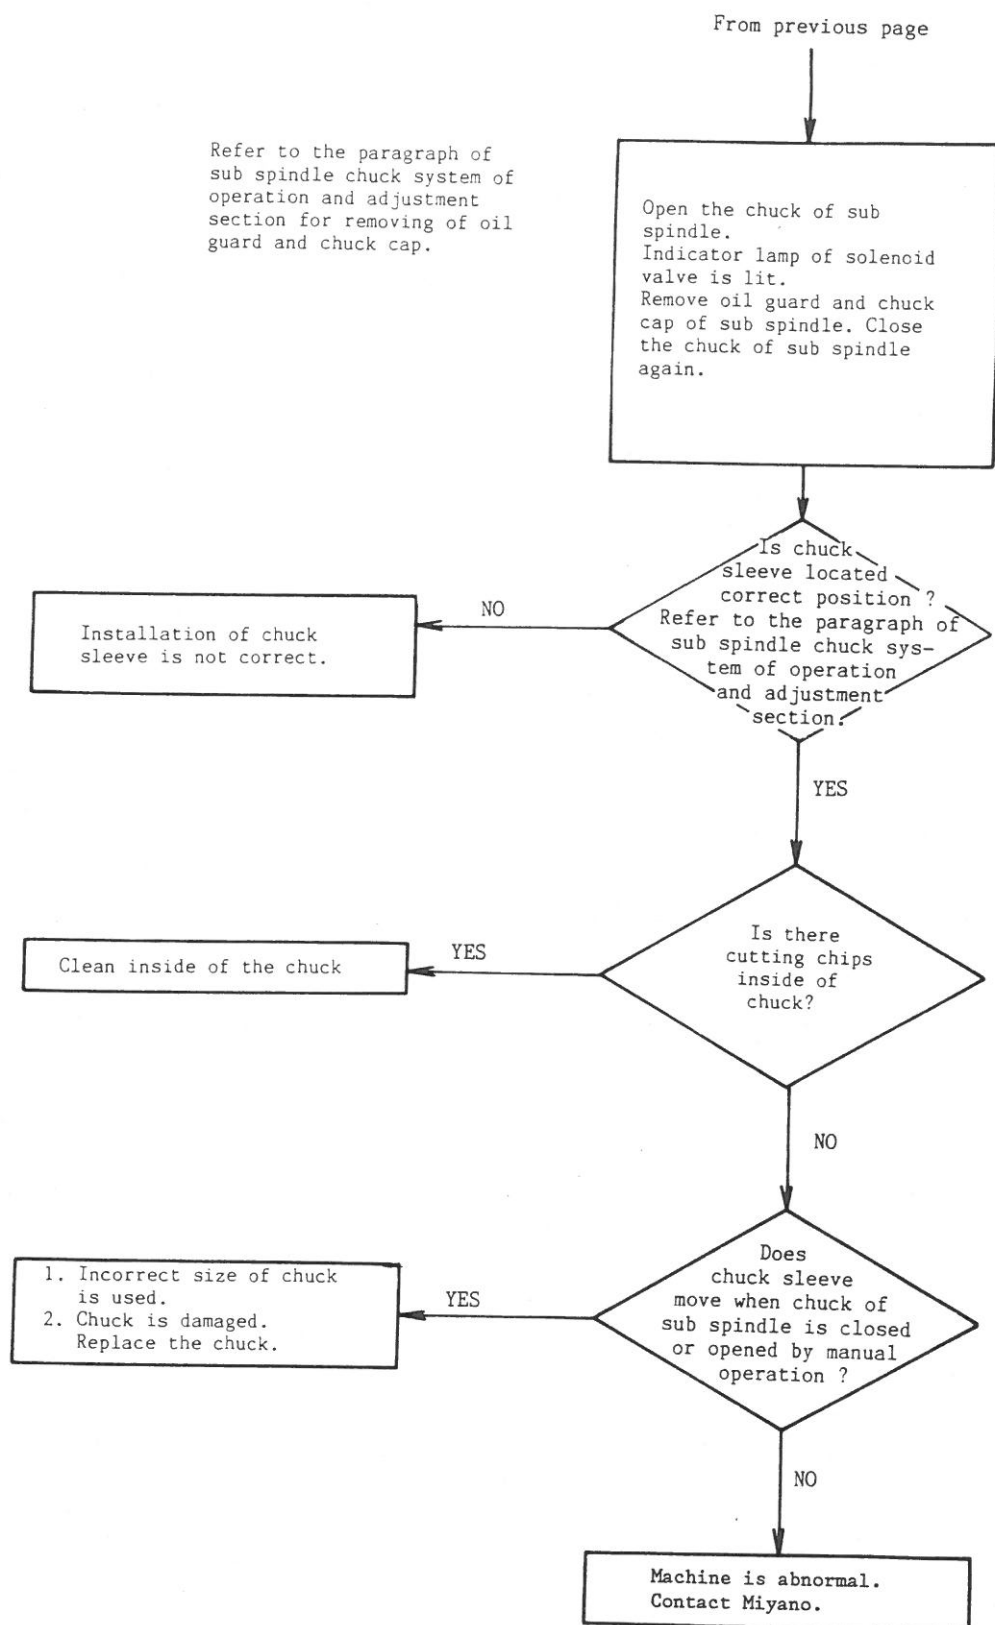 From previous page
Refer to the paragraph of
sub spindle chuck system of
operation and adjustment
section for removing of oil
guard and chuck cap.
Open the chuck of sub
spindle.
Indicator lamp of solenoid
valve is lit.
Remove oil guard and chuck
cap of sub spindle. Close
the chuck of sub spindle
again.
Is chuck
sleeve located
correct position ?
Refer to the paragraph of
sub spindle chuck sys-
tem of operation
and adjustment
section.
NO
Installation of chuck
sleeve is not correct.
YES
Is there
cutting chips
inside of
chuck?
YES
Clean inside of the chuck
NO
Does
chuck sleeve
move when chuck of
sub spindle is closed
or opened by manual
operation ?
YES
1. Incorrect size of chuck
is used.
2. Chuck is damaged.
Replace the chuck.
NO
Machine is abnormal.
Contact Miyano.